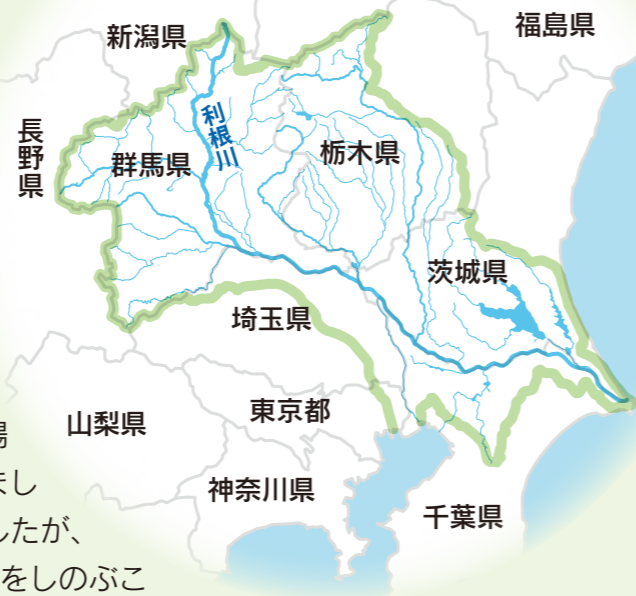 新潟県
福島県
長野県
利根川
群馬県
栃木県
茨城県
埼玉県
東京都
山梨県
神奈川県
千葉県
まし
したが、
をしのぶこ